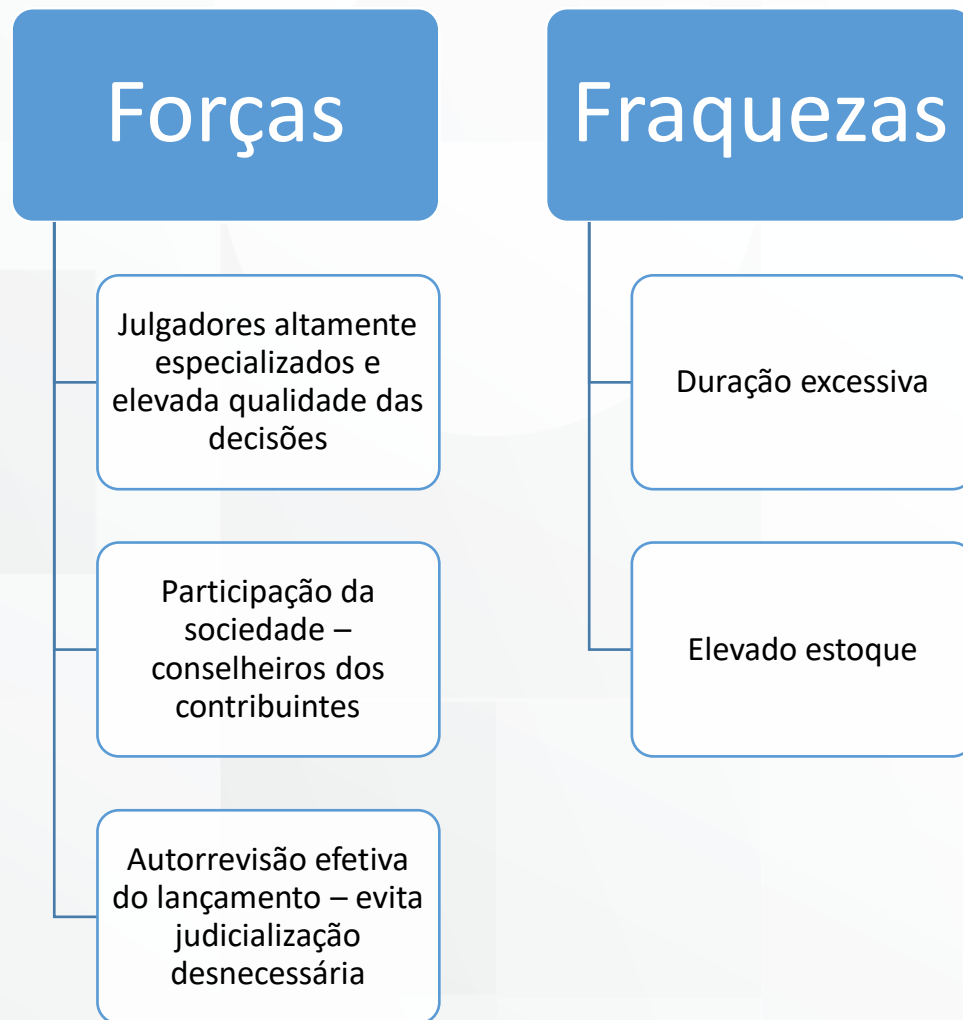 Forças
Julgadores altamente
especializados e
elevada qualidade das
decisões
Participação da
sociedade –
conselheiros dos
contribuintes
Autorrevisão efetiva
do lançamento – evita
judicialização
desnecessária
Fraquezas
Duração excessiva
Elevado estoque